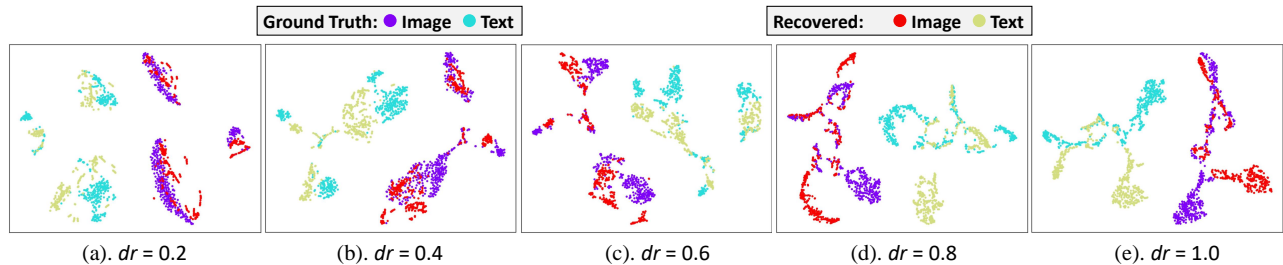 Ground Truth: Image Text Recovered: Image Text
(a). dr = 0.2 (b). dr = 0.4 (c). dr = 0.6 (d). dr = 0.8 (e). dr = 1.0